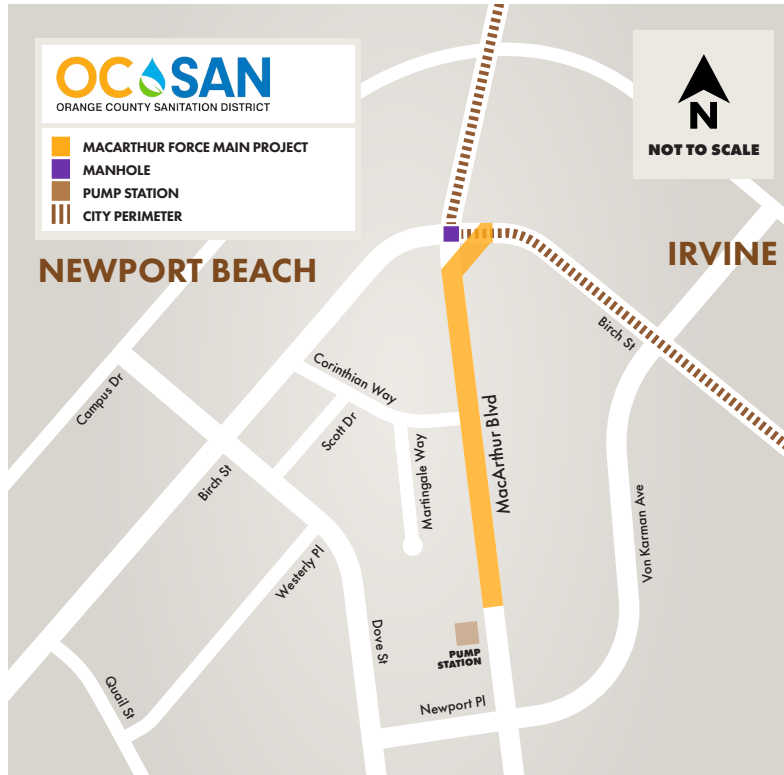 OC SAN
ORANGE COUNTY SANITATION DISTRICT
MACARTHUR FORCE MAIN PROJECT
MANHOLE
PUMP STATION
CITY PERIMETER
N
NOT TO SCALE
NEWPORT BEACH
IRVINE
Birch St
Corinthian Way
Campus Dr
Scott Dr
MacArthur Blvd
Martingale Way
Birch St
Von Karman Ave
Westerly Pl
Dove St
PUMP
STATION
Quail St
Newport Pl